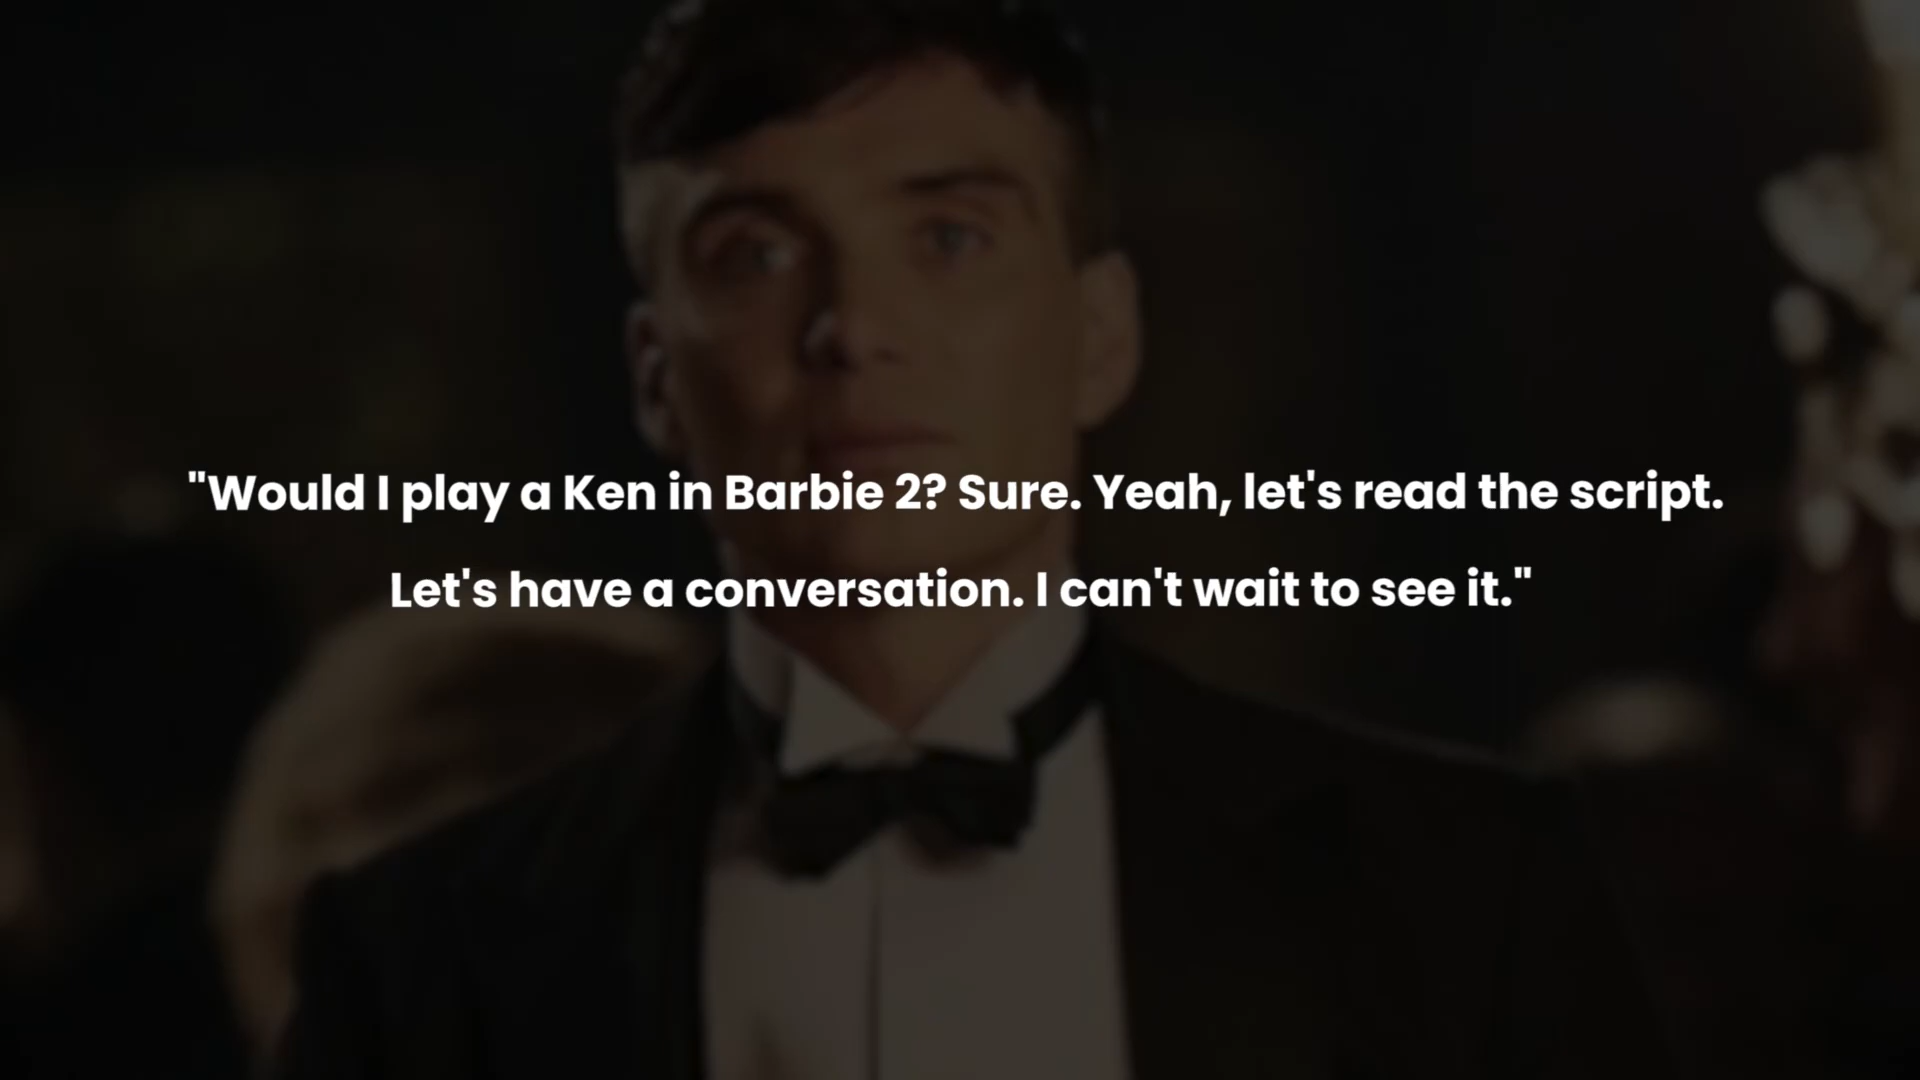 "Would I play a Ken in Barbie 2? Sure. Yeah, let's read the script.
Let's have a conversation. I can't wait to see it."